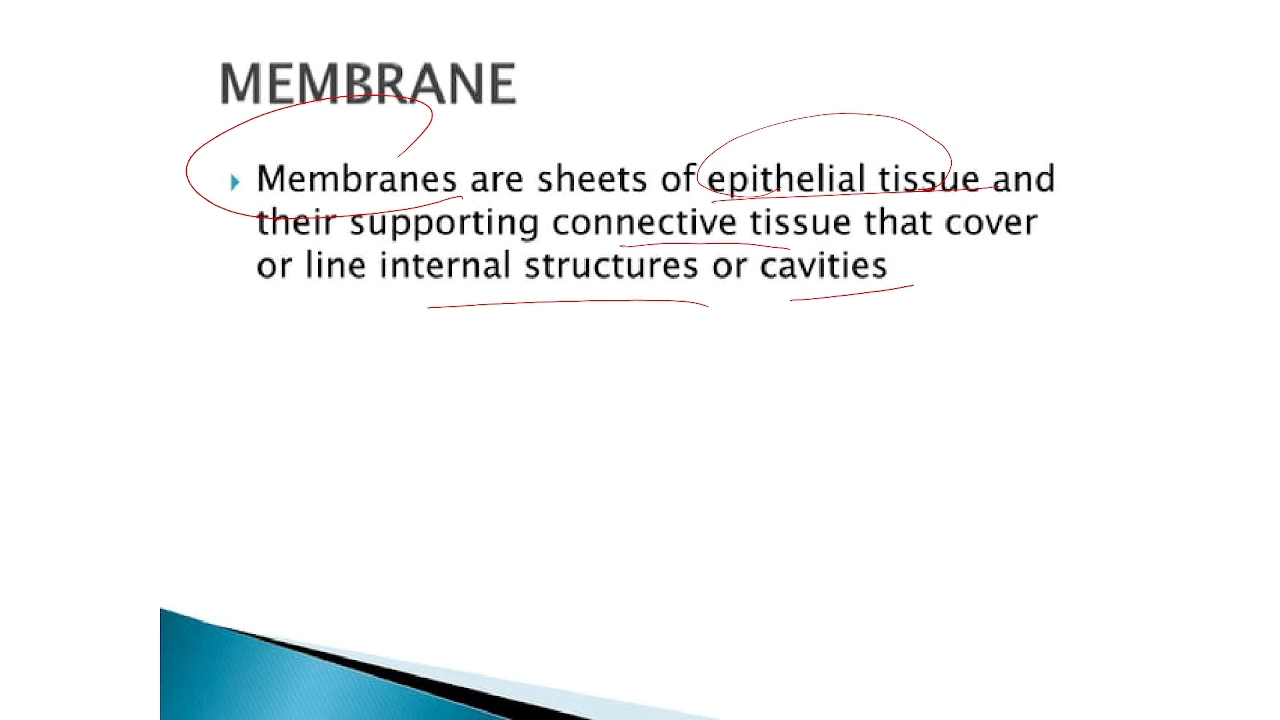 MEMBRANE
Membranes are sheets of epithelial tissue and
their supporting connective tissue that cover
or line internal structures or cavities